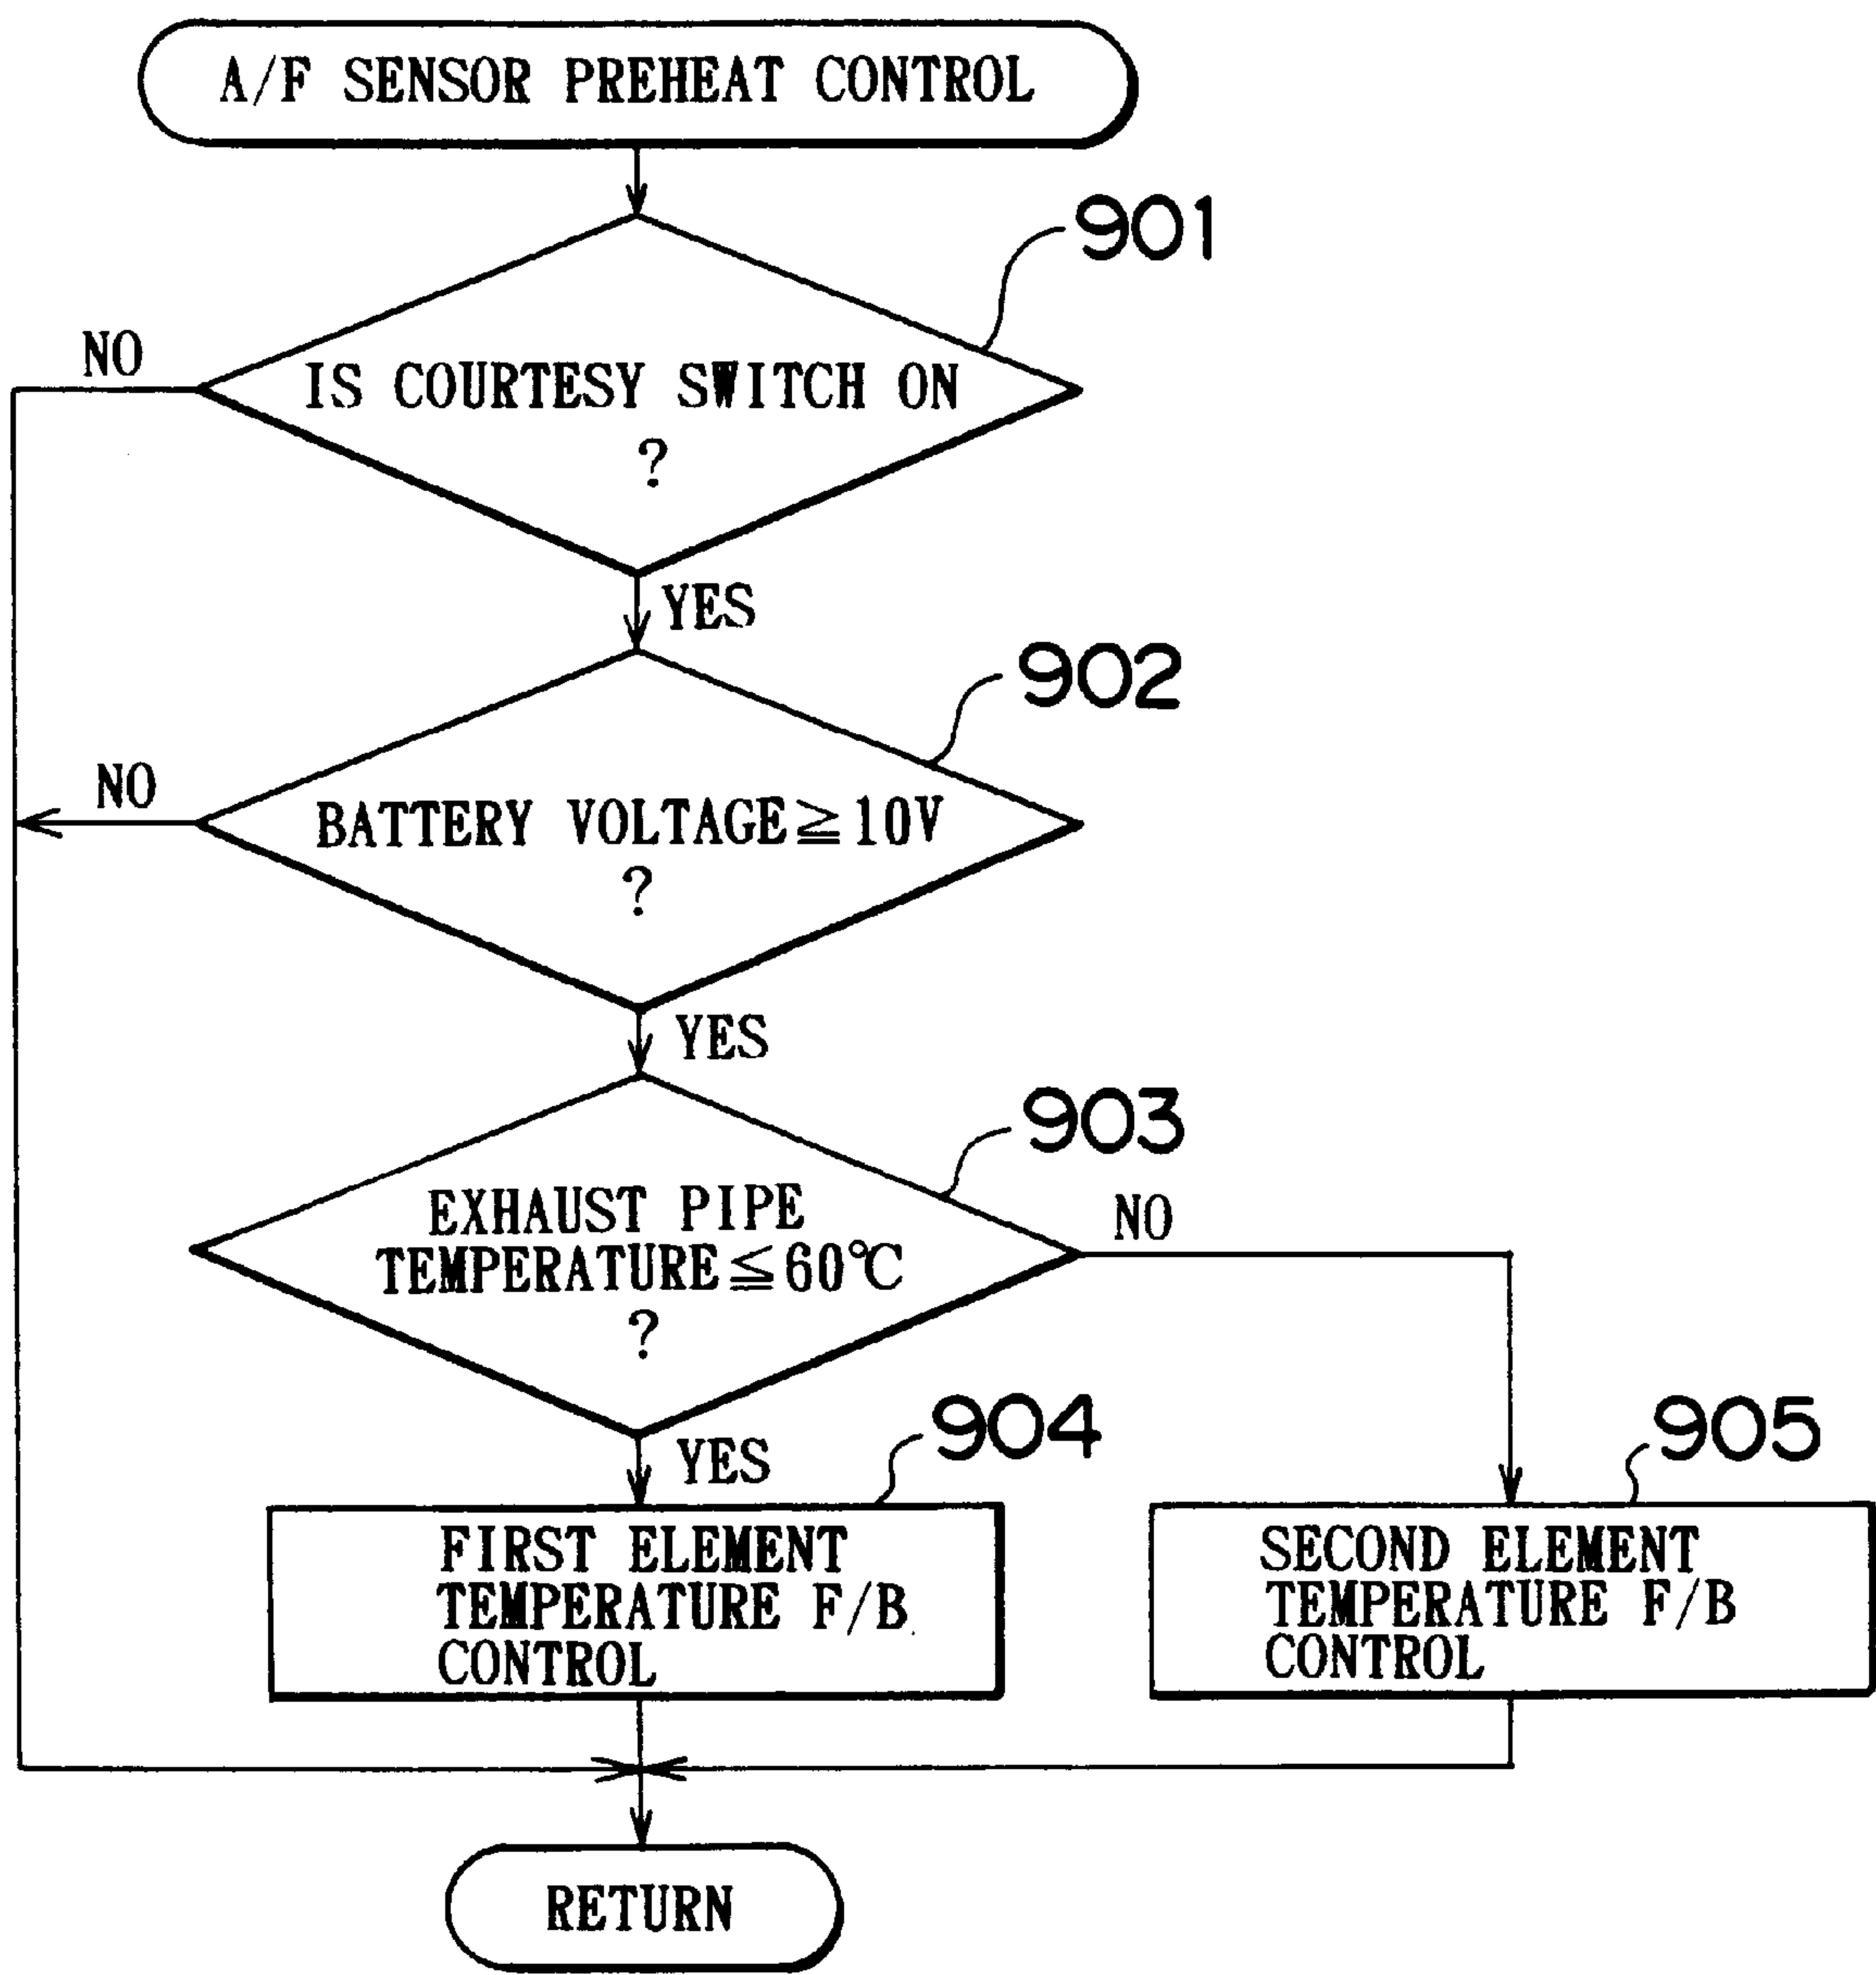 A/F SENSOR PREHEAT CONTROL
901
NO
IS COURTESY SWITCH ON
?
YES
902
NO
BATTERY VOLTAGE≧10V
?
YES
903
EXHAUST PIPE
TEMPERATURE≦60℃
?
NO
YES
904
905
FIRST ELEMENT
TEMPERATURE F/B
CONTROL
SECOND ELEMENT
TEMPERATURE F/B
CONTROL
RETURN